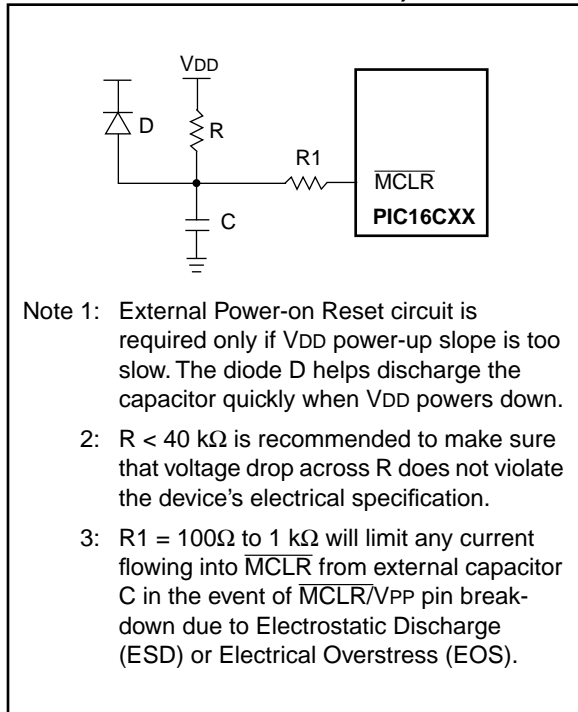 VDD
D
R
R1
MCLR
PIC16CXX
C
Note 1: External Power-on Reset circuit is
required only if VDD power-up slope is too
slow. The diode D helps discharge the
capacitor quickly when VDD powers down.
2: R < 40 kΩ is recommended to make sure
that voltage drop across R does not violate
the device's electrical specification.
3: R1 = 100Ω to 1 kΩ will limit any current
flowing into MCLR from external capacitor
C in the event of MCLR/VPP pin break-
down due to Electrostatic Discharge
(ESD) or Electrical Overstress (EOS).